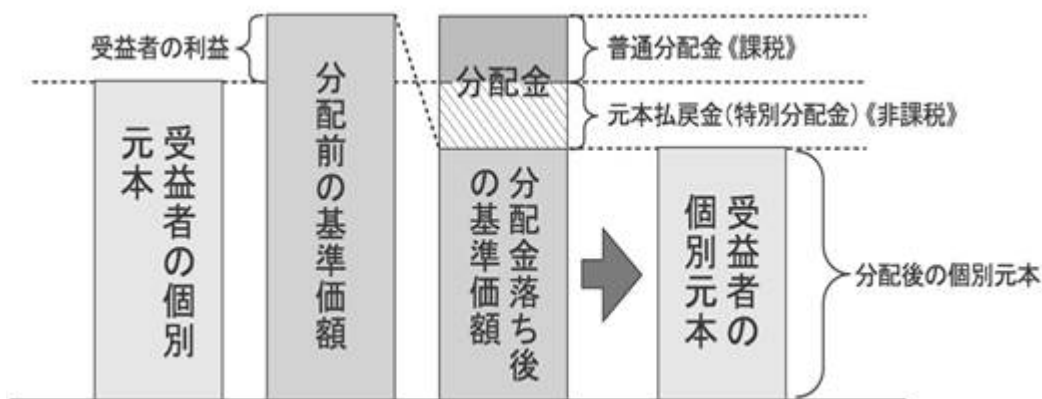 受益者の利益
受益者の個別
元本
分配前の基準価額
分配金
分配金落ち後
の基準価額
普通分配金《課税》
元本払戻金(特別分配金)《非課税》
受益者の
個別元本
分配後の個別元本